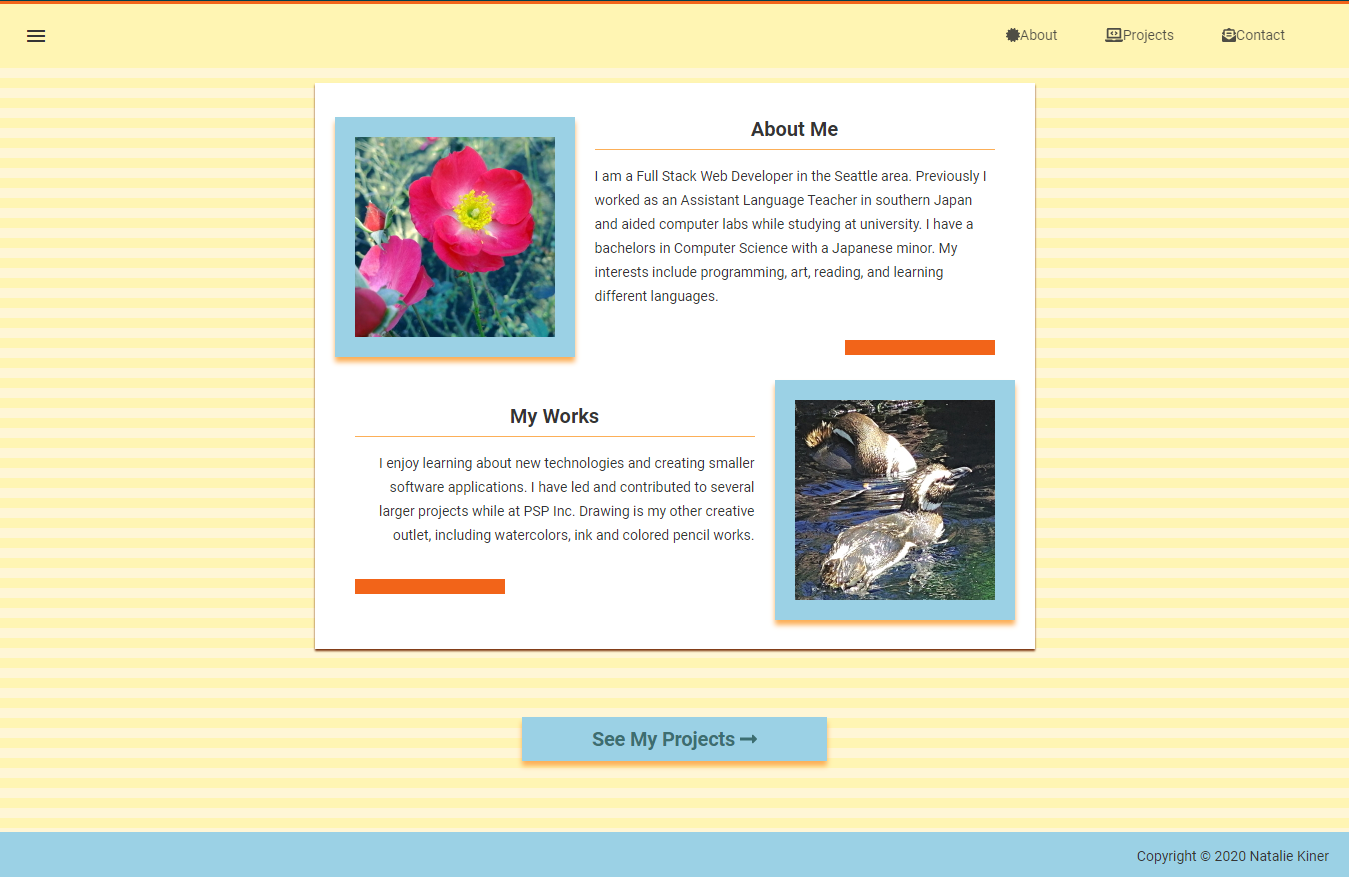 About Projects Contact
About Me
I am a Full Stack Web Developer in the Seattle area. Previously I
worked as an Assistant Language Teacher in southern Japan
and aided computer labs while studying at university. I have a
bachelors in Computer Science with a Japanese minor. My
interests include programming, art, reading, and learning
different languages.
My Works
I enjoy learning about new technologies and creating smaller
software applications. I have led and contributed to several
larger projects while at PSP Inc. Drawing is my other creative
outlet, including watercolors, ink and colored pencil works.
See My Projects
Copyright © 2020 Natalie Kiner